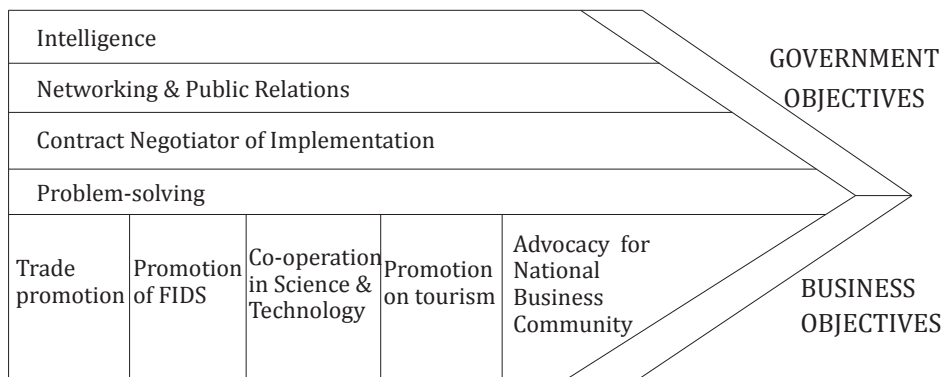 Intelligence
Networking & Public Relations
Contract Negotiator of Implementation
Problem-solving
Trade
promotion
Promotion
of FIDS
Co-operation
in Science &
Technology
Promotion
on tourism
Advocacy for
National
Business
Community
GOVERNMENT
OBJECTIVES
BUSINESS
OBJECTIVES